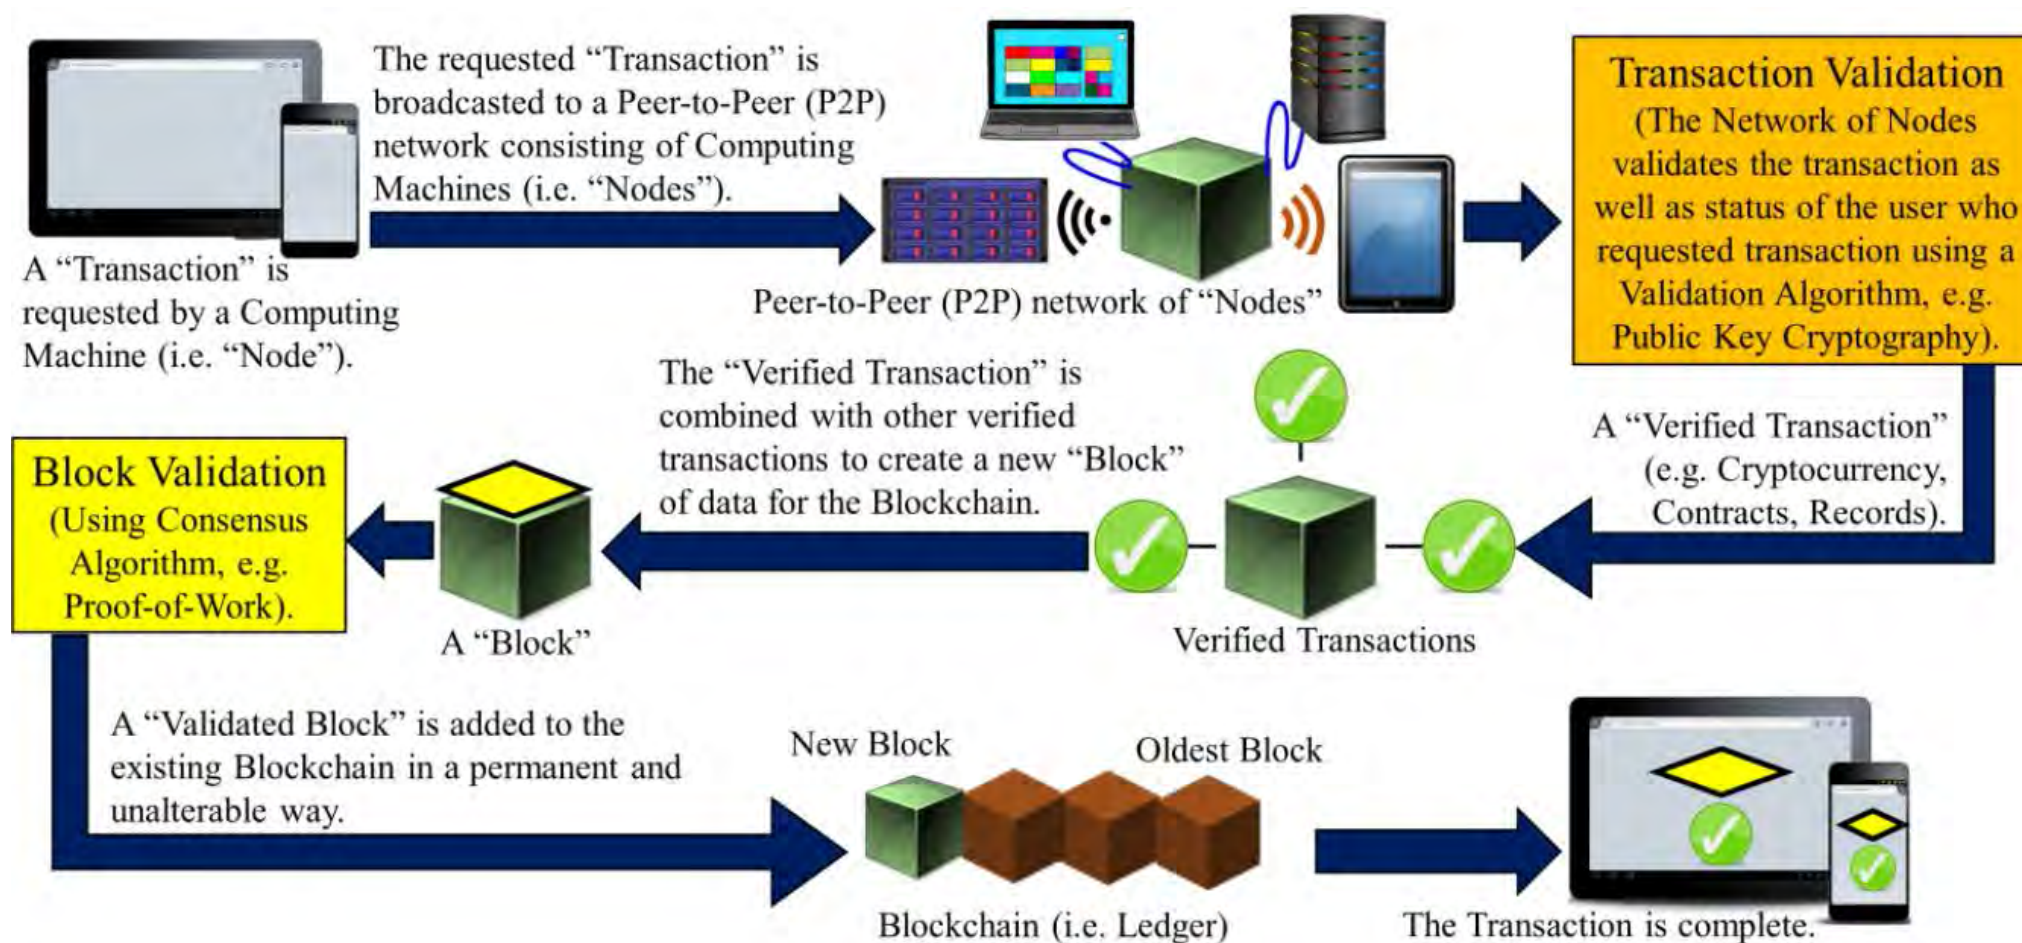 A “Transaction” is
requested by a Computing
Machine (i.e. “Node”).
The requested “Transaction” is
broadcasted to a Peer-to-Peer (P2P)
network consisting of Computing
Machines (i.e. “Nodes”).
Peer-to-Peer (P2P) network of “Nodes”
Transaction Validation
(The Network of Nodes
validates the transaction as
well as status of the user who
requested transaction using a
Validation Algorithm, e.g.
Public Key Cryptography).
A “Verified Transaction”
(e.g. Cryptocurrency,
Contracts, Records).
Verified Transactions
The “Verified Transaction” is
combined with other verified
transactions to create a new “Block”
of data for the Blockchain.
A “Block”
Block Validation
(Using Consensus
Algorithm, e.g.
Proof-of-Work).
A “Validated Block” is added to the
existing Blockchain in a permanent and
unalterable way.
New Block
Oldest Block
Blockchain (i.e. Ledger)
The Transaction is complete.